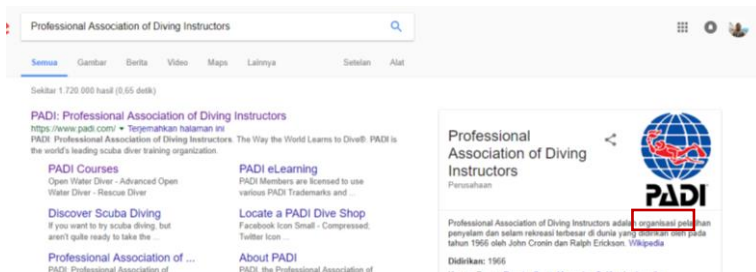 Professional Association of Diving Instructors
Semua Gambar Berita Video Maps Lainnya Setelan Alat
Sekitar 1.720.000 hasil (0,65 detik)
PADI: Professional Association of Diving Instructors
https://www.padi.com/ ▾ Terjemahkan halaman ini
PADI: Professional Association of Diving Instructors. The Way the World Learns to Dive®. PADI is
the world's leading scuba diver training organization.
PADI Courses
Open Water Diver - Advanced Open
Water Diver - Rescue Diver
PADI eLearning
PADI Members are licensed to use
various PADI Trademarks and ...
Discover Scuba Diving
If you want to try scuba diving, but
aren't quite ready to take the ...
Locate a PADI Dive Shop
Facebook Icon Small - Compressed;
Twitter Icon ...
Professional Association of ...
PADI: Professional Association of
About PADI
PADI, the Professional Association of
Professional
Association of Diving
Instructors
Perusahaan
PADI
Professional Association of Diving Instructors adalah organisasi pelatihan
penyelam dan selam rekreasi terbesar di dunia yang didirikan oleh pada
tahun 1966 oleh John Cronin dan Ralph Erickson. Wikipedia
Didirikan: 1966